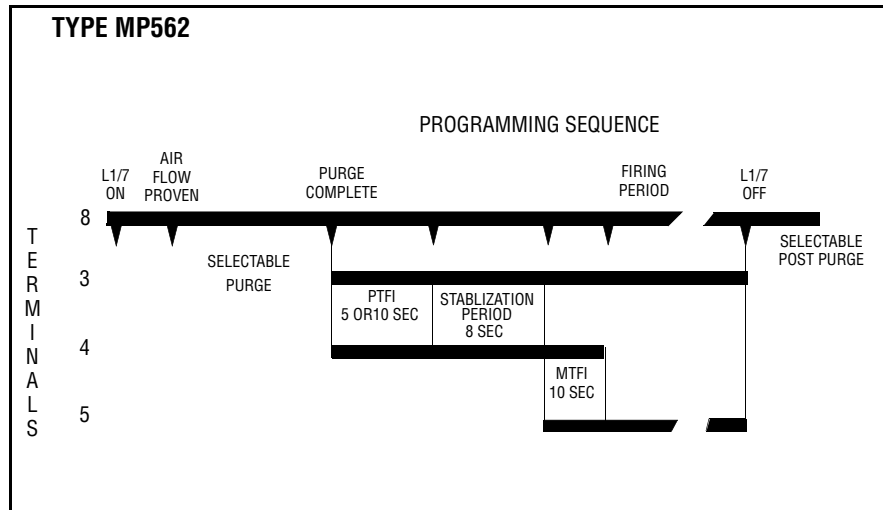 TYPE MP562
PROGRAMMING SEQUENCE
L1/7
ON
AIR
FLOW
PROVEN
PURGE
COMPLETE
FIRING
PERIOD
L1/7
OFF
8
SELECTABLE
PURGE
SELECTABLE
POST PURGE
TERMINALS
3
PTFI
5 OR10 SEC
STABLIZATION
PERIOD
8 SEC
4
MTFI
10 SEC
5